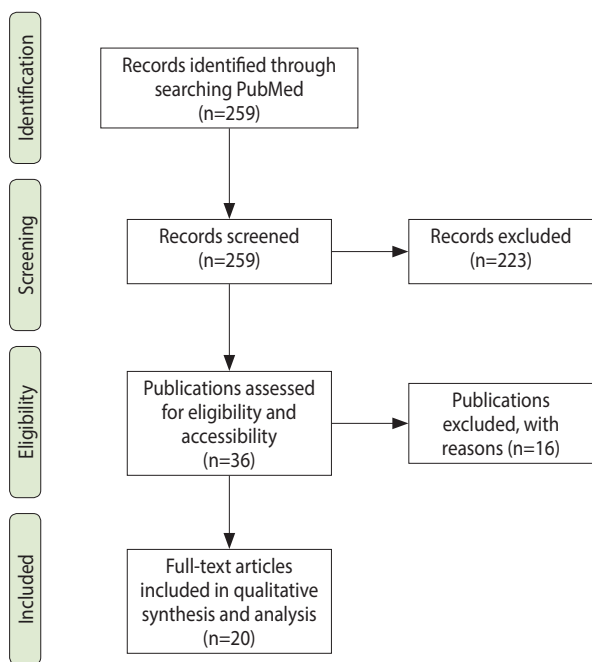 Identification
Records identified through
searching PubMed
(n=259)
Screening
Records screened
(n=259)
Records excluded
(n=223)
Eligibility
Publications assessed
for eligibility and
accessibility
(n=36)
Publications
excluded, with
reasons (n=16)
Included
Full-text articles
included in qualitative
synthesis and analysis
(n=20)